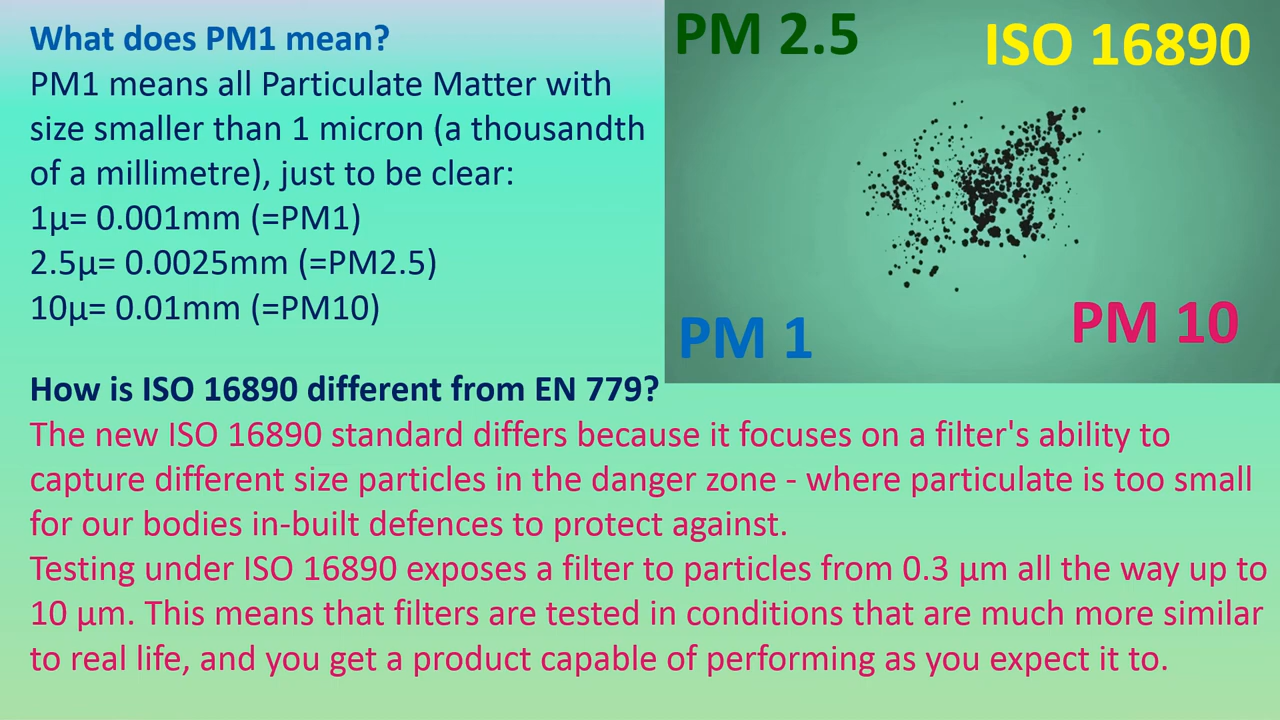 What does PM1 mean?
PM1 means all Particulate Matter with
size smaller than 1 micron (a thousandth
of a millimetre), just to be clear:
1µ= 0.001mm (=PM1)
2.5µ= 0.0025mm (=PM2.5)
10µ= 0.01mm (=PM10)
PM 2.5
ISO 16890
PM 1
PM 10
How is ISO 16890 different from EN 779?
The new ISO 16890 standard differs because it focuses on a filter's ability to
capture different size particles in the danger zone - where particulate is too small
for our bodies in-built defences to protect against.
Testing under ISO 16890 exposes a filter to particles from 0.3 µm all the way up to
10 µm. This means that filters are tested in conditions that are much more similar
to real life, and you get a product capable of performing as you expect it to.